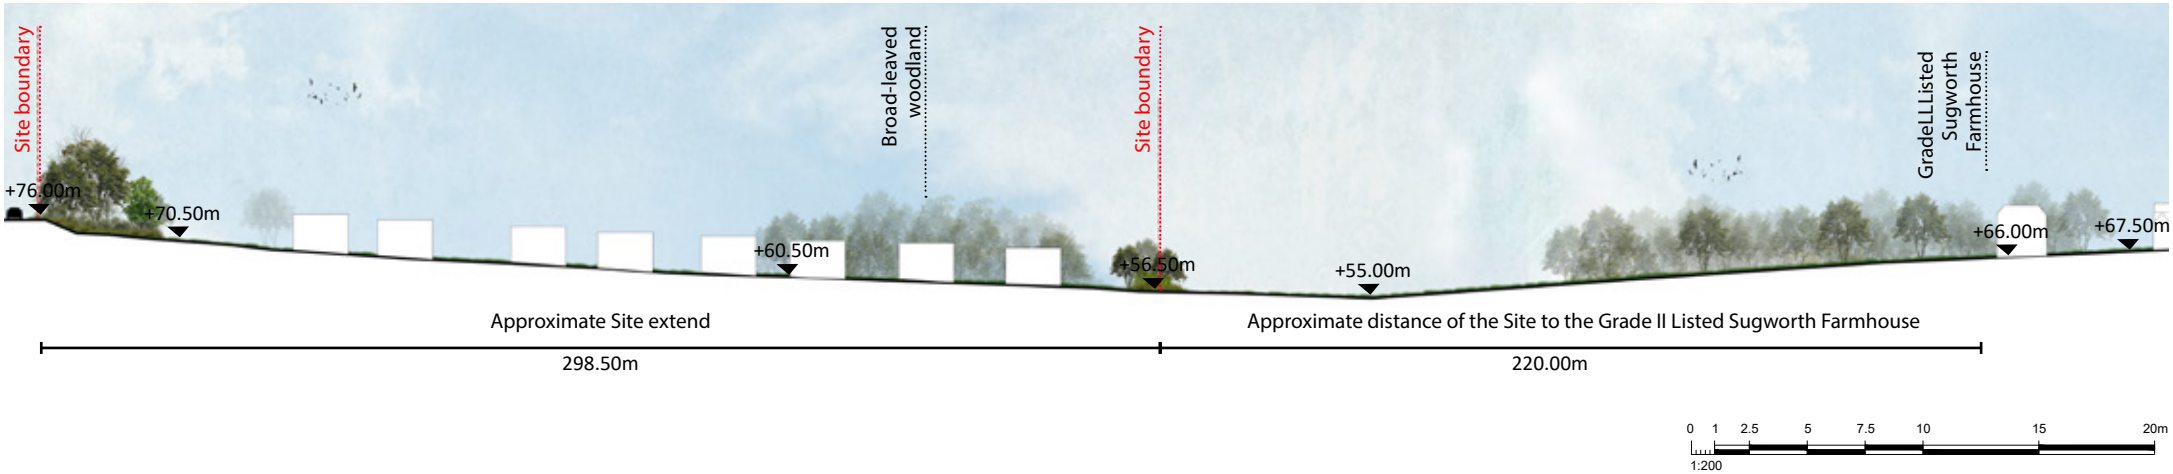 Site boundary
Broad-leaved
woodland
Site boundary
GradeLLListed
Sugworth
Farmhouse
+76.00m
+70.50m
+60.50m
+56.50m
+55.00m
+66.00m
+67.50m
Approximate Site extend
Approximate distance of the Site to the Grade II Listed Sugworth Farmhouse
298.50m
220.00m
0 1 2.5 5 7.5 10 15 20m
1:200